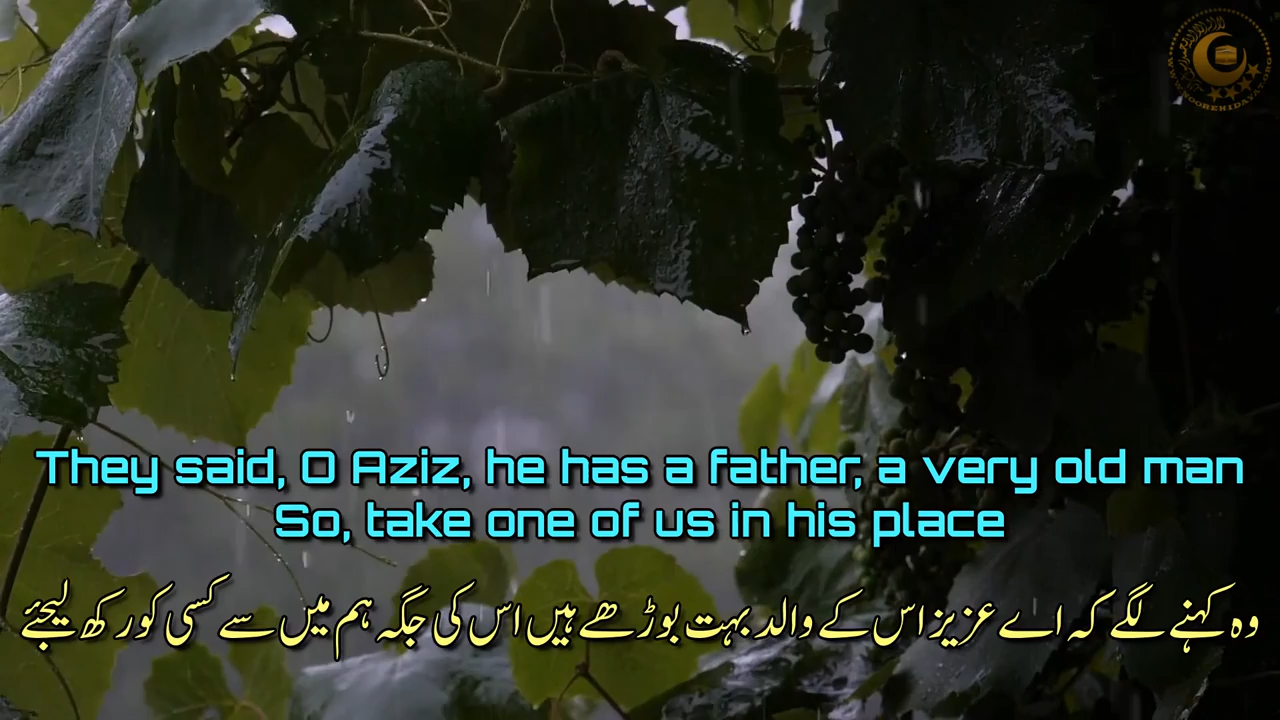 They said, O Aziz, he has a father, a very old man
So, take one of us in his place
وہ کہنے لگے کہ اے عزیز اس کے والد بہت بوڑھے ہیں اس کی جگہ ہم میں سے کسی کو رکھ لیجئے